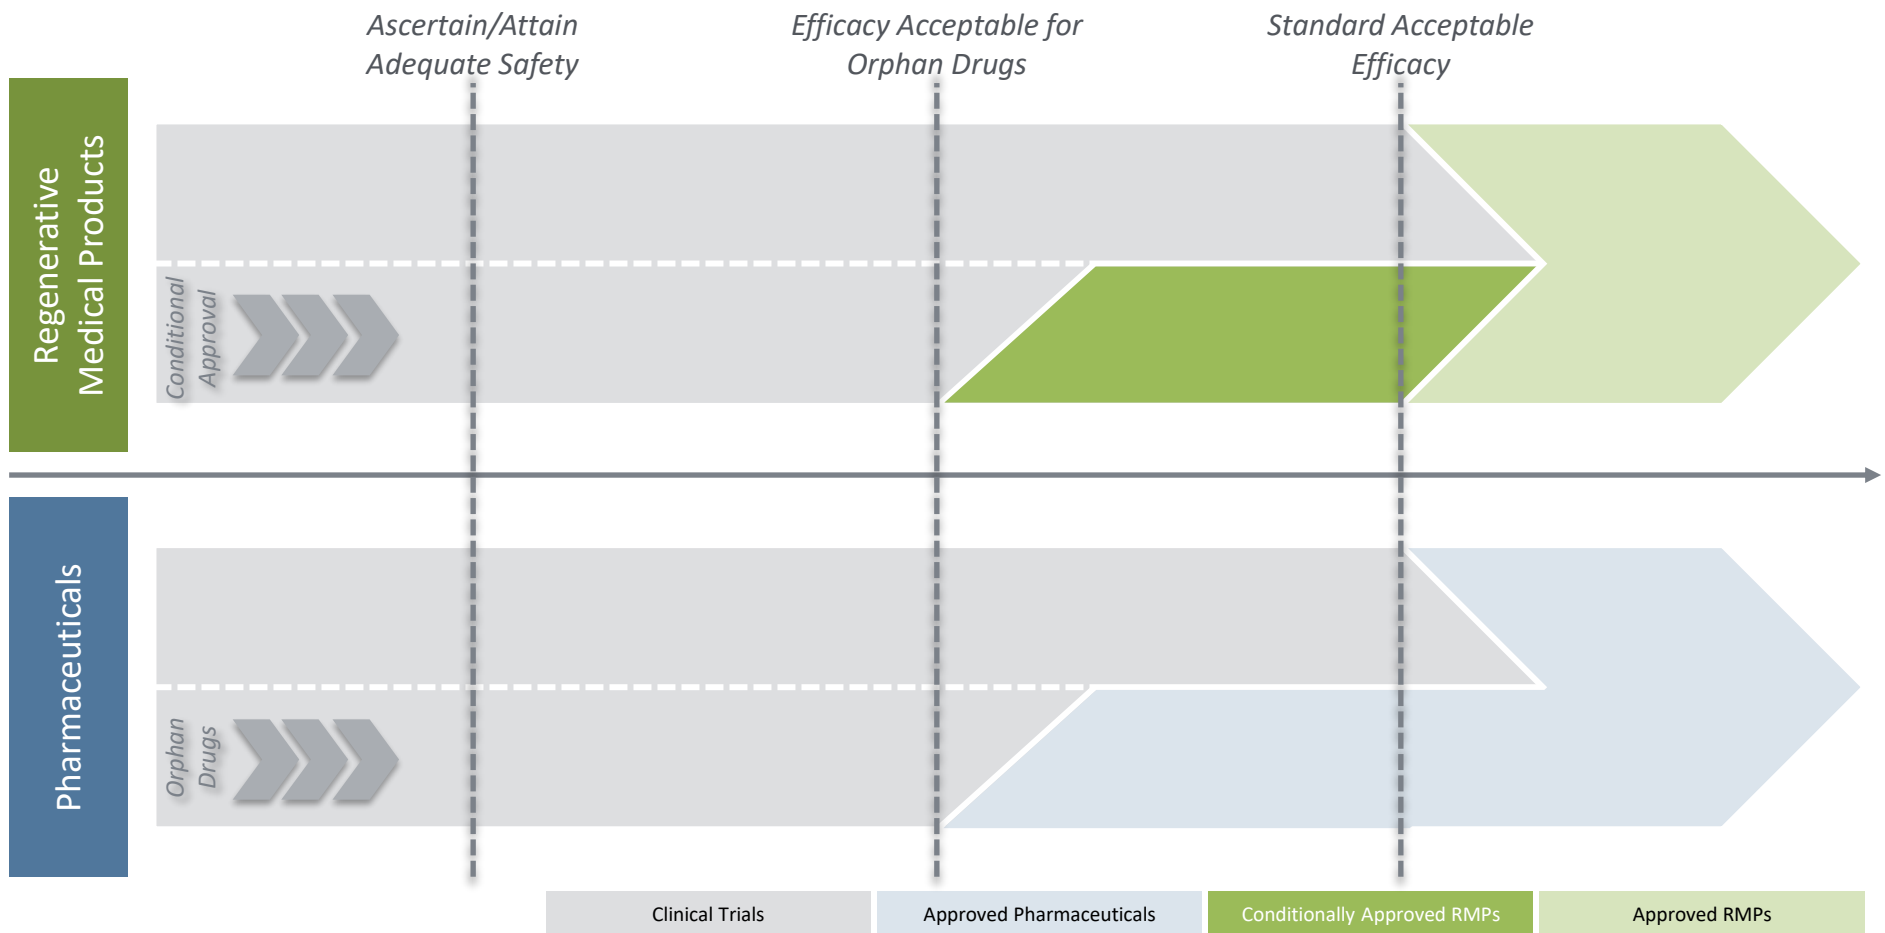 Ascertain/Attain
Adequate Safety
Efficacy Acceptable for
Orphan Drugs
Standard Acceptable
Efficacy
Regenerative
Medical Products
Conditional
Approval
Pharmaceuticals
Orphan
Drugs
Clinical Trials
Approved Pharmaceuticals
Conditionally Approved RMPs
Approved RMPs